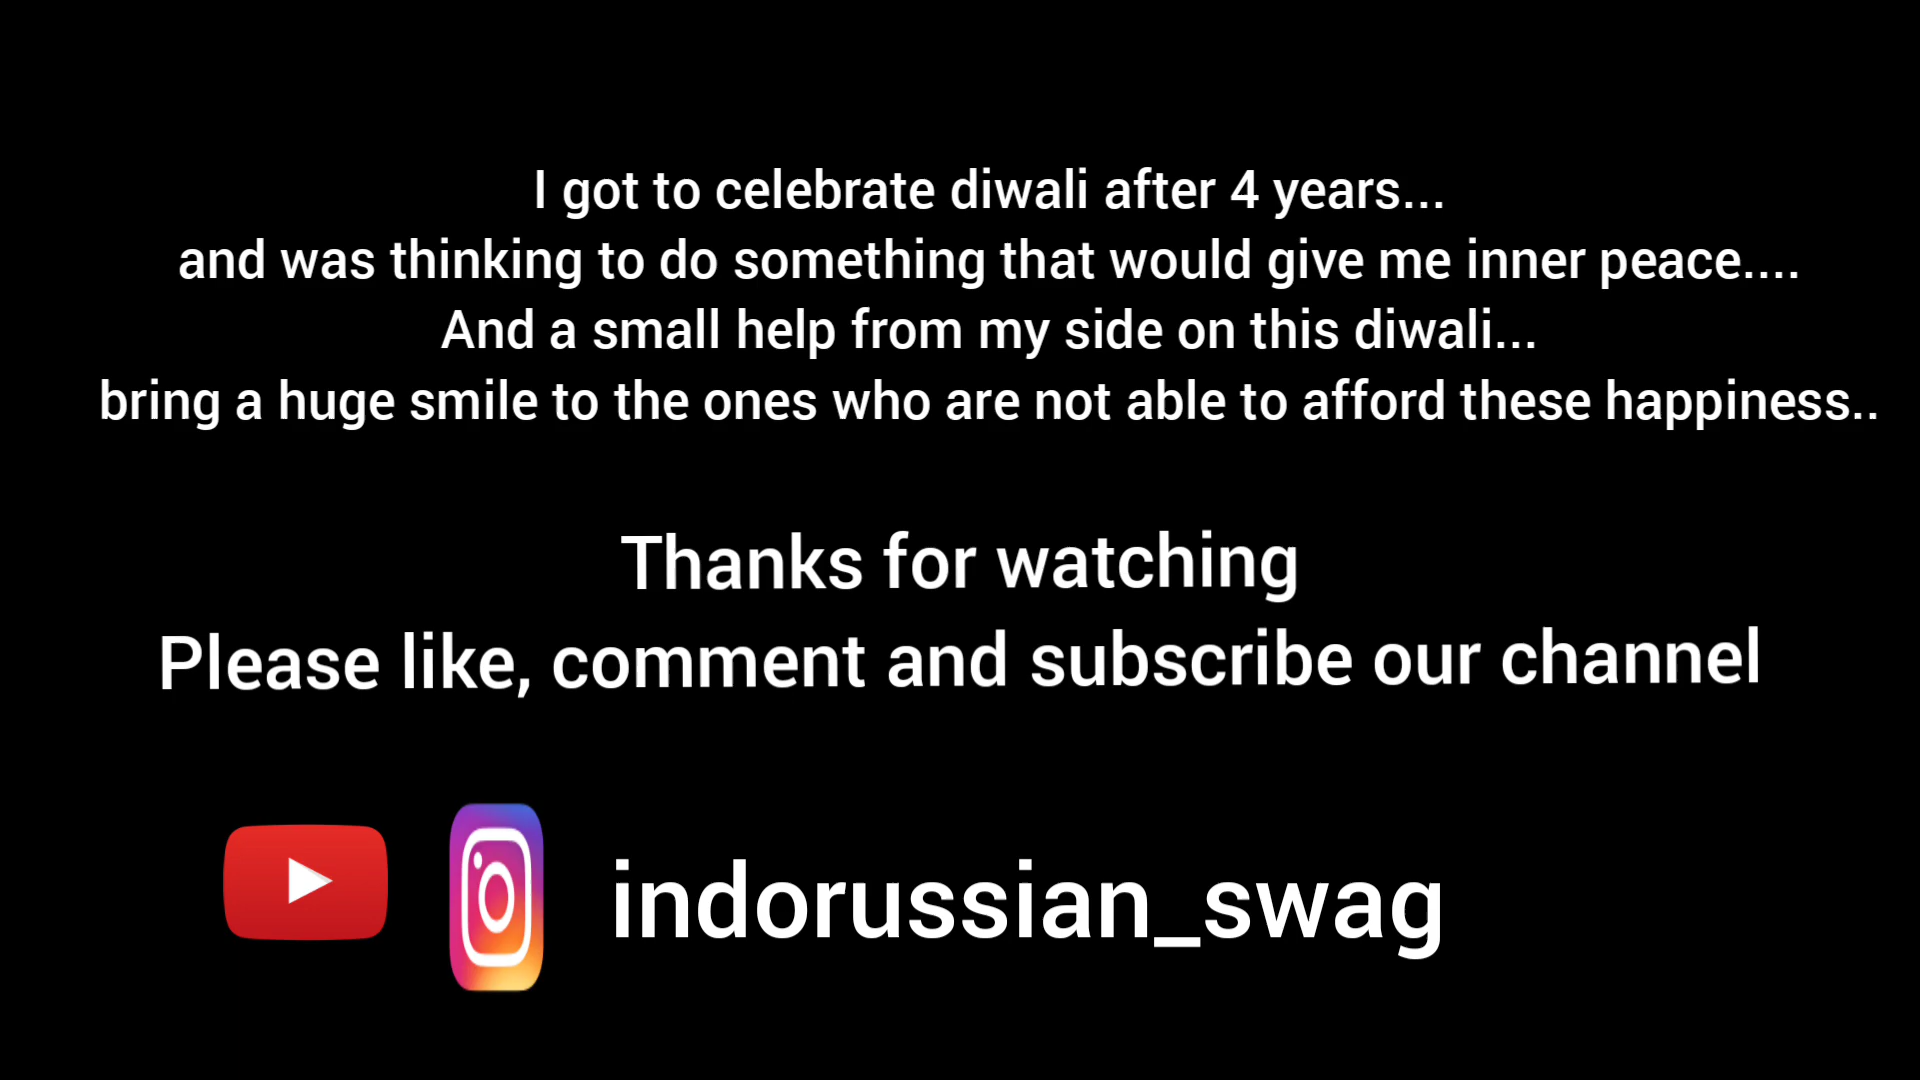 I got to celebrate diwali after 4 years...
and was thinking to do something that would give me inner peace....
And a small help from my side on this diwali...
bring a huge smile to the ones who are not able to afford these happiness..
Thanks for watching
Please like, comment and subscribe our channel
indorussian_swag